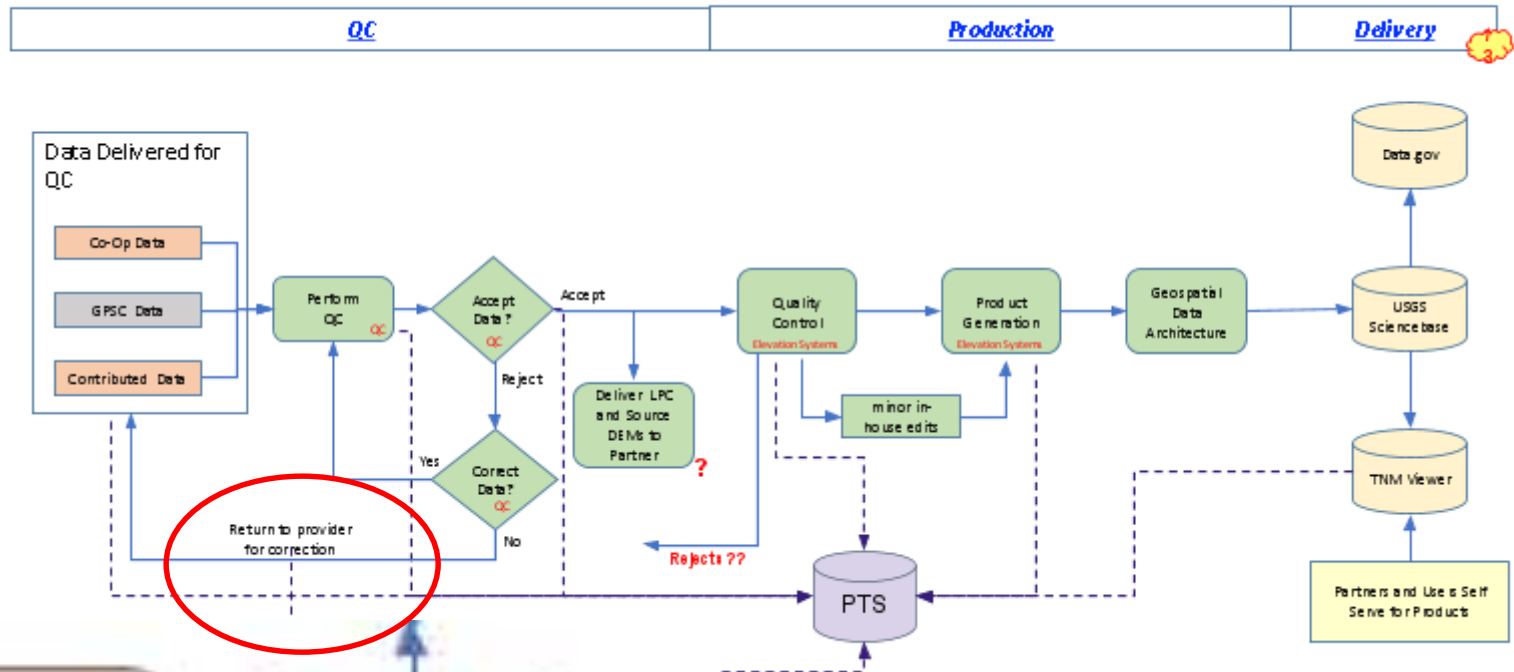 QC
Production
Delivery
1
3
Data Delivered for
QC
Co-Op Data
GPSC Data
Contributed Data
Perform
QC
QC
Accept
Data?
QC
Accept
Reject
Correct
Data?
QC
Yes
No
Return to provider
for correction
Deliver LPC
and Source
DEMs to
Partner
?
Quality
Control
Elevation Systems
minor in-
house edits
Rejects ??
Product
Generation
Elevation Systems
Geospatial
Data
Architecture
Data.gov
USGS
Sciencebase
TNM Viewer
Partners and Users Self
Serve for Products
PTS